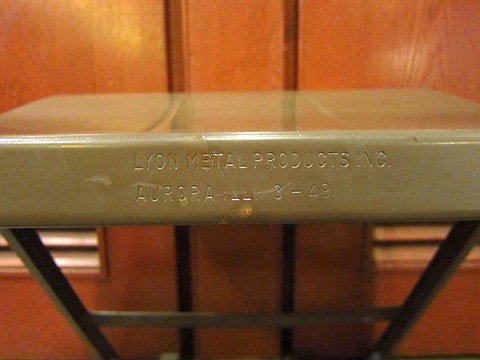 LYON METAL PRODUCTS INC.
AURORA ILL. 3-49